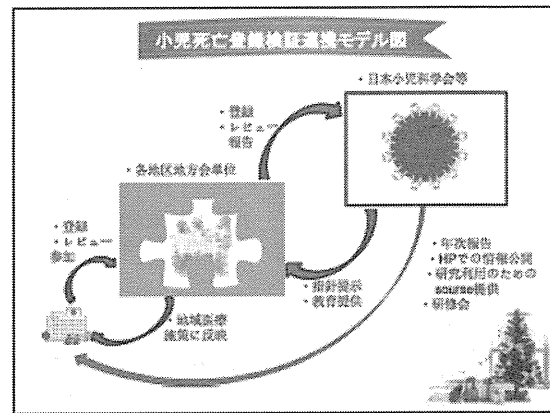 小児死亡登録検証連携モデル図
・日本小児科学会等
・登録
・レビュー
報告
・各地区地方会単位
・登録
・レビュー
参加
・年次報告
・HPでの情報公開
・研究利用のための
source提供
・研修会
・指針提示
・教育提供
・地域医療
施策に反映